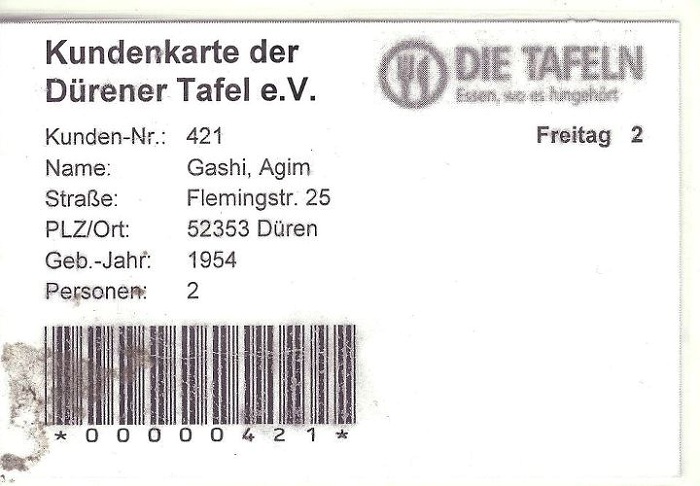 Kundenkarte der
Dürener Tafel e.V.
DIE TAFELN
Essen, wo es hingehört
Freitag 2
Kunden-Nr.: 421
Name: Gashi, Agim
Straße: Flemingstr. 25
PLZ/Ort: 52353 Düren
Geb.-Jahr: 1954
Personen: 2
*00000421*